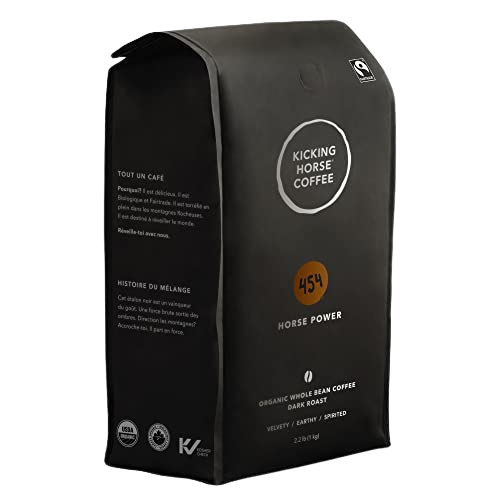 TOUT UN CAFÉ
Pourquoi? Il est délicieux. Il est
Biologique et Fairtrade. Il est torréfié en
plein dans les montagnes Rocheuses.
Il est destiné à réveiller le monde.
Réveille-toi avec nous.
HISTOIRE DU MÉLANGE
Cet étalon noir est un vainqueur
du goût. Une force brute sortie des
ombres. Direction les montagnes?
Accroche-toi. Il part en force.
USDA
ORGANIC
KOSHER
CHECK
KICKING
HORSE®
COFFEE
454
HORSE POWER
ORGANIC WHOLE BEAN COFFEE
DARK ROAST
VELVETY / EARTHY / SPIRITED
2.2 lb (1 kg)